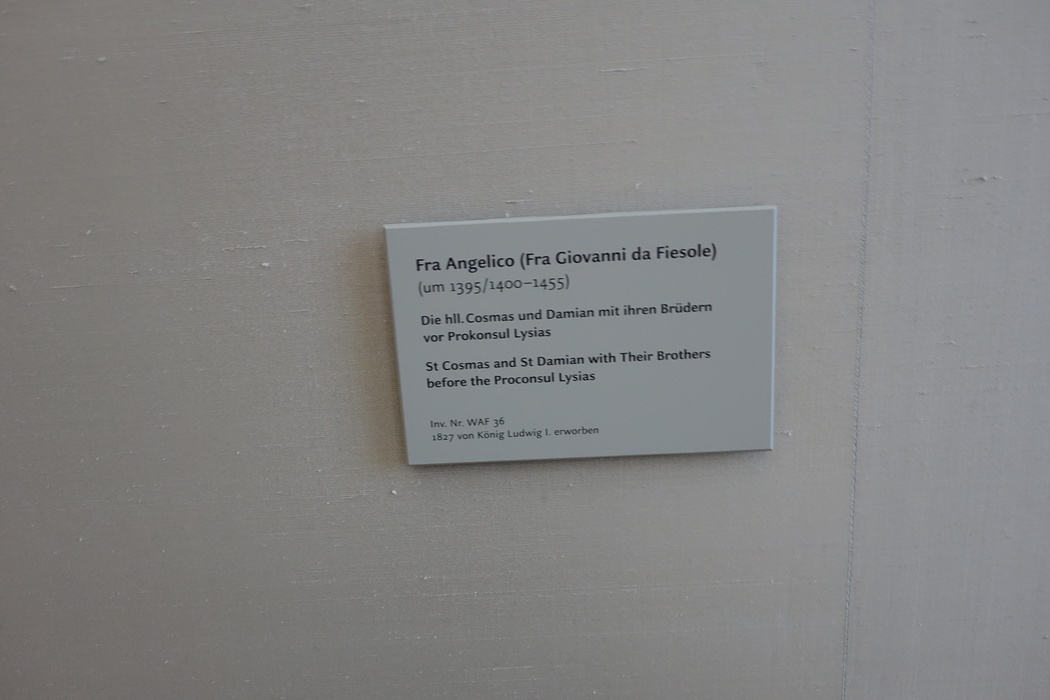 Fra Angelico (Fra Giovanni da Fiesole)
(um 1395/1400–1455)
Die hll. Cosmas und Damian mit ihren Brüdern
vor Prokonsul Lysias
St Cosmas and St Damian with Their Brothers
before the Proconsul Lysias
Inv. Nr. WAF 36
1827 von König Ludwig I. erworben